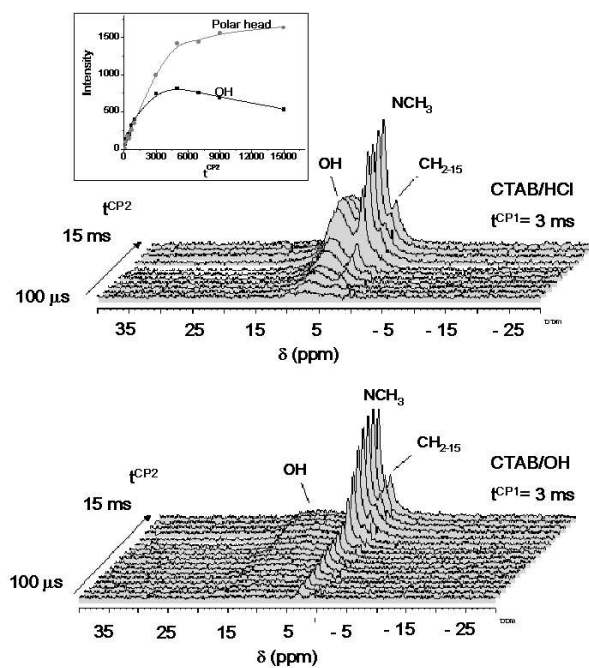 Polar head
OH
Intensity
1500
1000
500
0
0 3000 6000 9000 12000 15000
t^CP2
NCH3
OH
CH2-15
CTAB/HCl
t^CP1= 3 ms
t^CP2
15 ms
100 µs
35 25 15 5 - 5 - 15 - 25
ppm
δ (ppm)
NCH3
OH
CH2-15
CTAB/OH
t^CP1= 3 ms
t^CP2
15 ms
100 µs
35 25 15 5 - 5 - 15 - 25
ppm
δ (ppm)